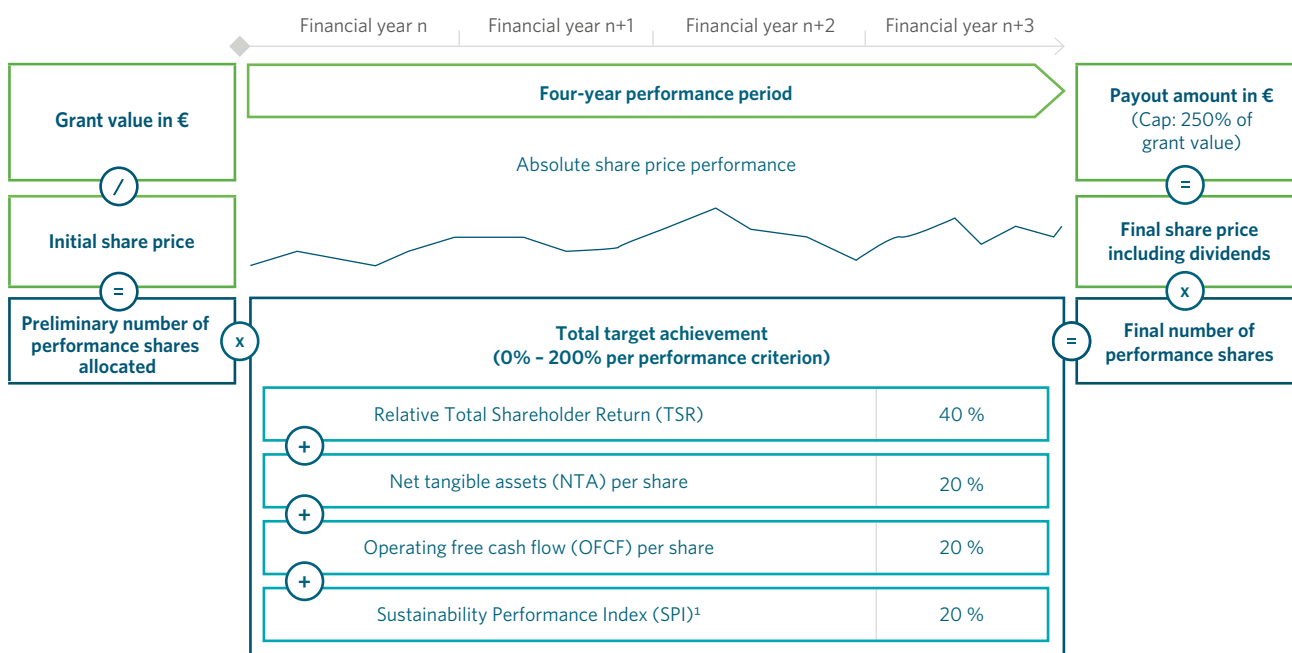 Financial year n
Financial year n+1
Financial year n+2
Financial year n+3
Grant value in €
/
Initial share price
=
Preliminary number of
performance shares
allocated
x
Four-year performance period
Absolute share price performance
Total target achievement
(0% – 200% per performance criterion)
Relative Total Shareholder Return (TSR)
40 %
+
Net tangible assets (NTA) per share
20 %
+
Operating free cash flow (OFCF) per share
20 %
+
Sustainability Performance Index (SPI)¹
20 %
Payout amount in €
(Cap: 250% of
grant value)
=
Final share price
including dividends
x
=
Final number of
performance shares